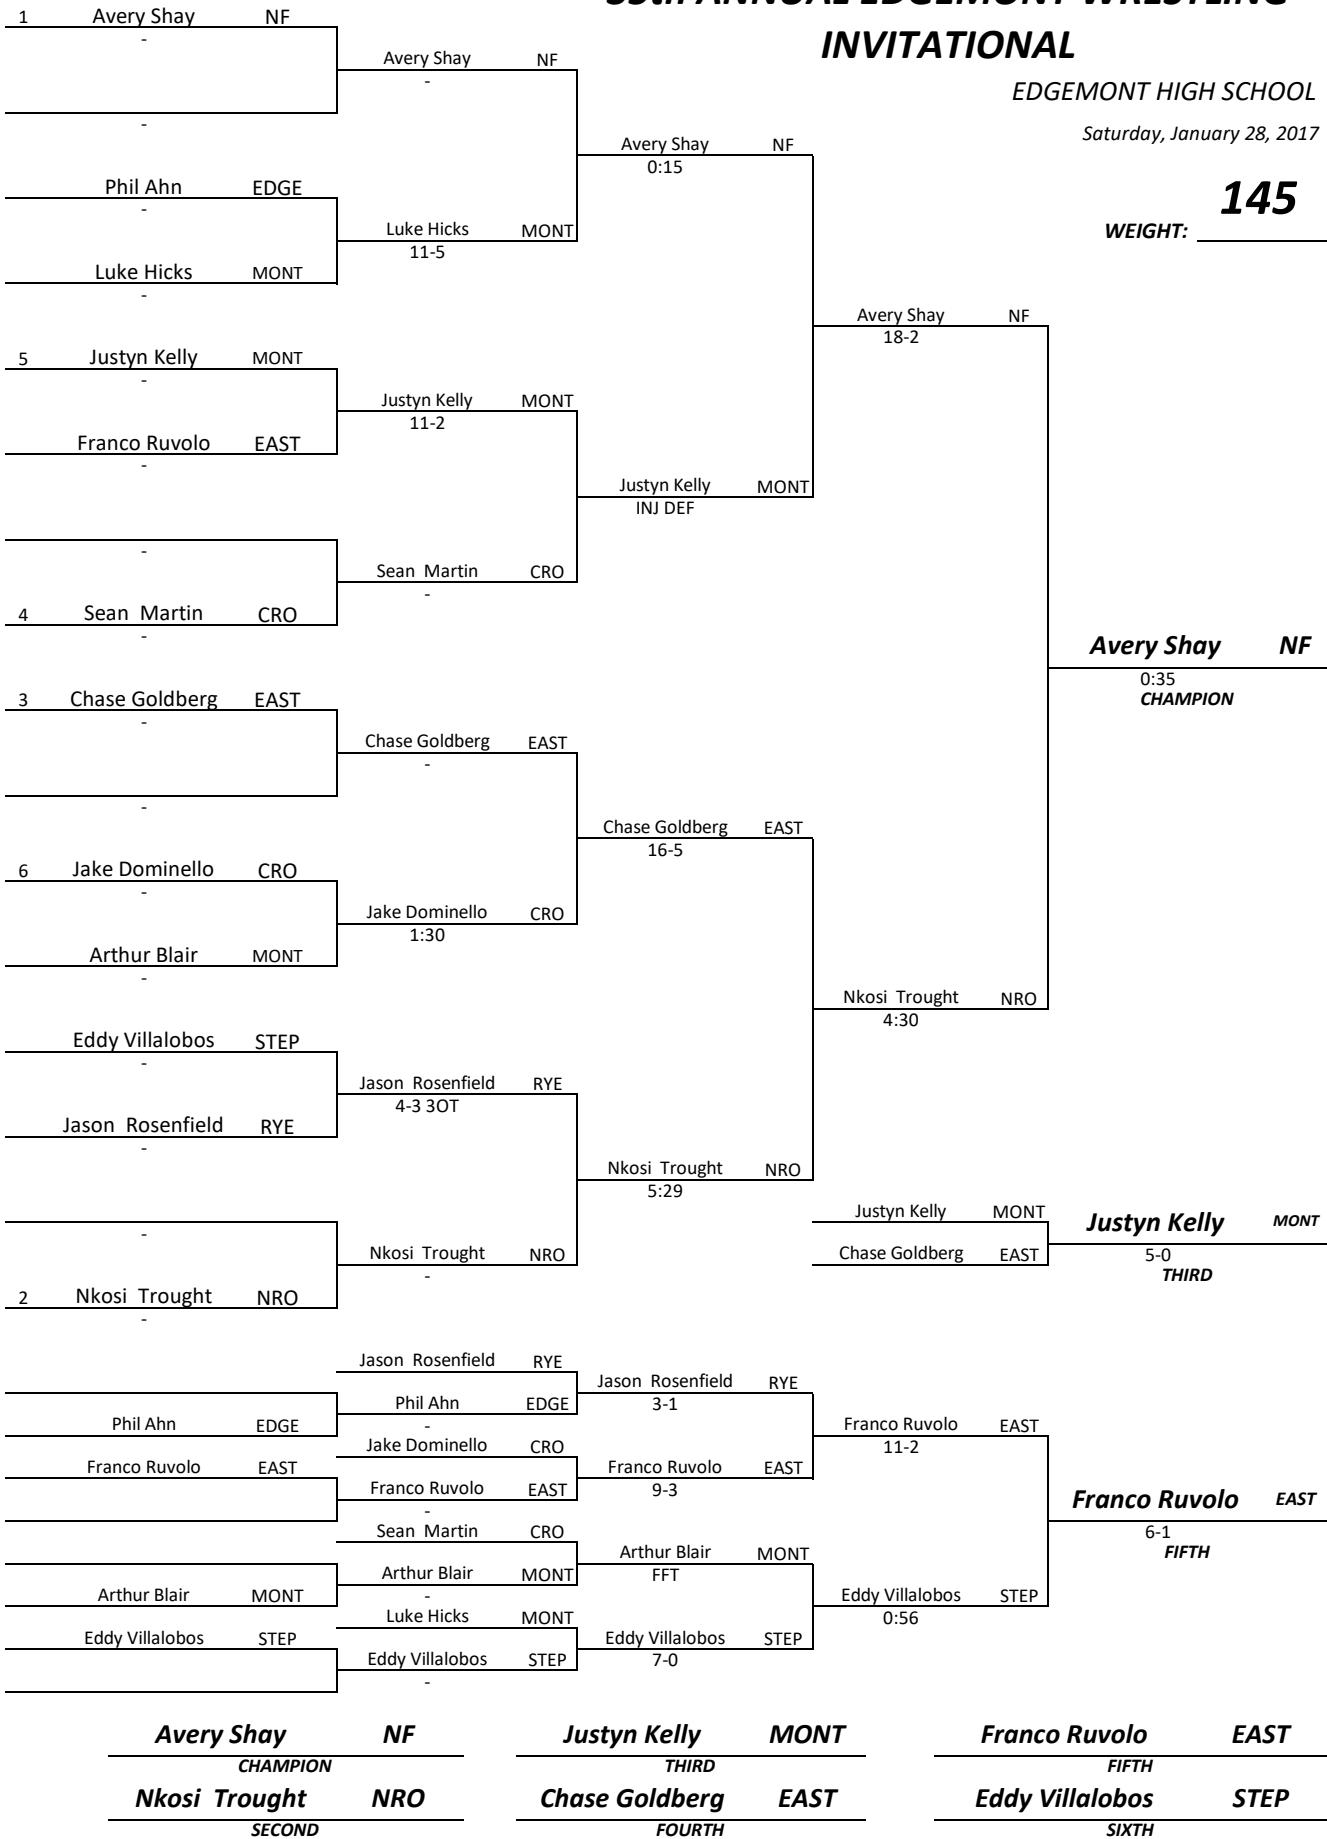 ANNUAL EDGEMONT WRESTLING
INVITATIONAL
EDGEMONT HIGH SCHOOL
Saturday, January 28, 2017
145
WEIGHT:
1 Avery Shay NF
-
Avery Shay NF
-
-
Avery Shay NF
0:15
Phil Ahn EDGE
-
Luke Hicks MONT
11-5
Luke Hicks MONT
-
Avery Shay NF
18-2
5 Justyn Kelly MONT
-
Justyn Kelly MONT
11-2
Franco Ruvolo EAST
-
Justyn Kelly MONT
INJ DEF
-
Sean Martin CRO
-
4 Sean Martin CRO
-
Avery Shay NF
0:35
CHAMPION
3 Chase Goldberg EAST
-
Chase Goldberg EAST
-
-
Chase Goldberg EAST
16-5
6 Jake Dominello CRO
-
Jake Dominello CRO
1:30
Arthur Blair MONT
-
Nkosi Trought NRO
4:30
Eddy Villalobos STEP
-
Jason Rosenfield RYE
4-3 3OT
Jason Rosenfield RYE
-
Nkosi Trought NRO
5:29
-
Nkosi Trought NRO
-
2 Nkosi Trought NRO
-
Justyn Kelly MONT
Chase Goldberg EAST
Justyn Kelly MONT
5-0
THIRD
Jason Rosenfield RYE
Jason Rosenfield RYE
3-1
Phil Ahn EDGE
-
Phil Ahn EDGE
Franco Ruvolo EAST
11-2
Jake Dominello CRO
Franco Ruvolo EAST
Franco Ruvolo EAST
9-3
Franco Ruvolo EAST
-
Franco Ruvolo EAST
6-1
FIFTH
Sean Martin CRO
Arthur Blair MONT
FFT
Arthur Blair MONT
-
Arthur Blair MONT
Eddy Villalobos STEP
0:56
Luke Hicks MONT
Eddy Villalobos STEP
Eddy Villalobos STEP
7-0
Eddy Villalobos STEP
-
Avery Shay NF Justyn Kelly MONT Franco Ruvolo EAST
CHAMPION THIRD FIFTH
Nkosi Trought NRO Chase Goldberg EAST Eddy Villalobos STEP
SECOND FOURTH SIXTH